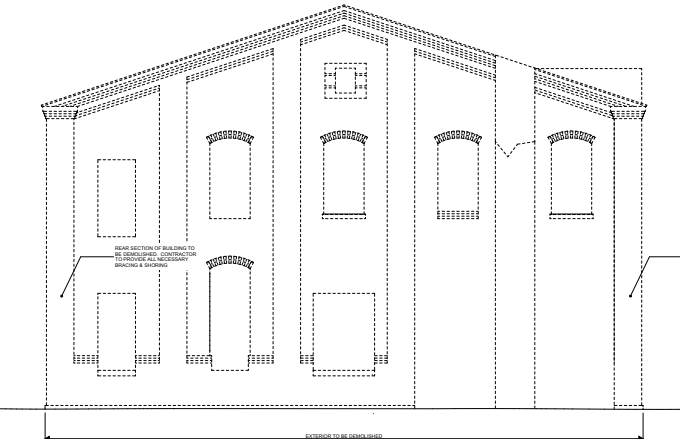 REAR SECTION OF BUILDING TO
BE DEMOLISHED. CONTRACTOR
TO PROVIDE ALL NECESSARY
BRACING & SHORING
EXTERIOR TO BE DEMOLISHED